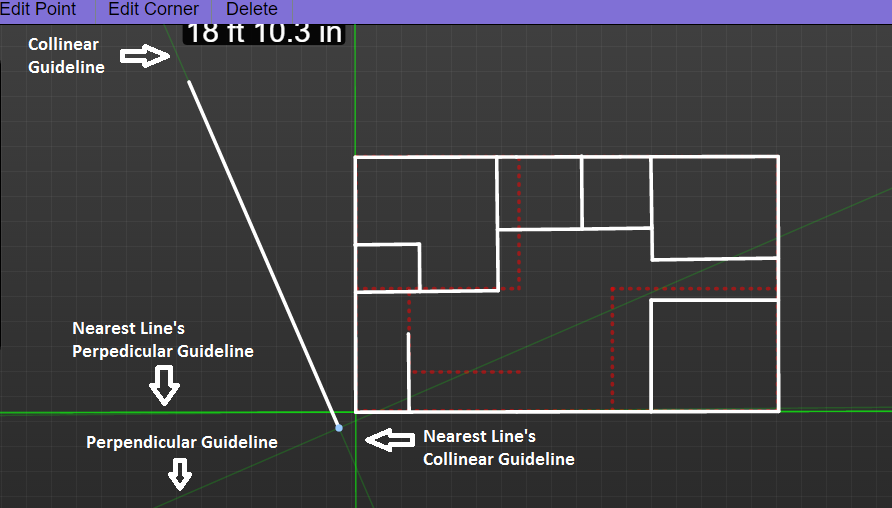 Edit Point Edit Corner Delete
18 ft 10.3 in
Collinear
Guideline
Nearest Line's
Perpedicular Guideline
Perpendicular Guideline
Nearest Line's
Collinear Guideline